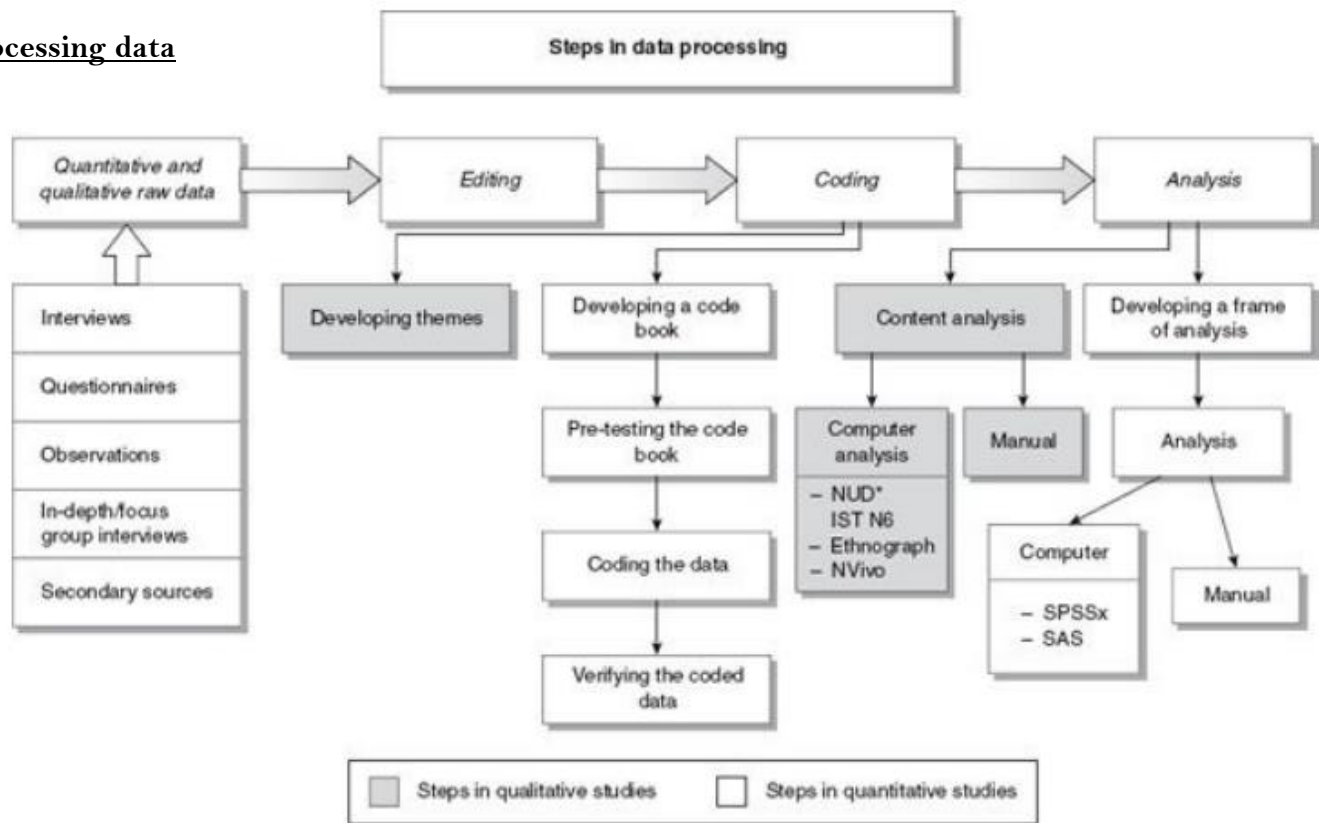 ocessing data
Steps in data processing
Quantitative and
qualitative raw data
Editing
Coding
Analysis
Interviews
Questionnaires
Observations
In-depth/focus
group interviews
Secondary sources
Developing themes
Developing a code
book
Pre-testing the code
book
Coding the data
Verifying the coded
data
Content analysis
Computer
analysis
– NUD*
IST N6
– Ethnograph
– NVivo
Manual
Developing a frame
of analysis
Analysis
Computer
– SPSSx
– SAS
Manual
Steps in qualitative studies
Steps in quantitative studies